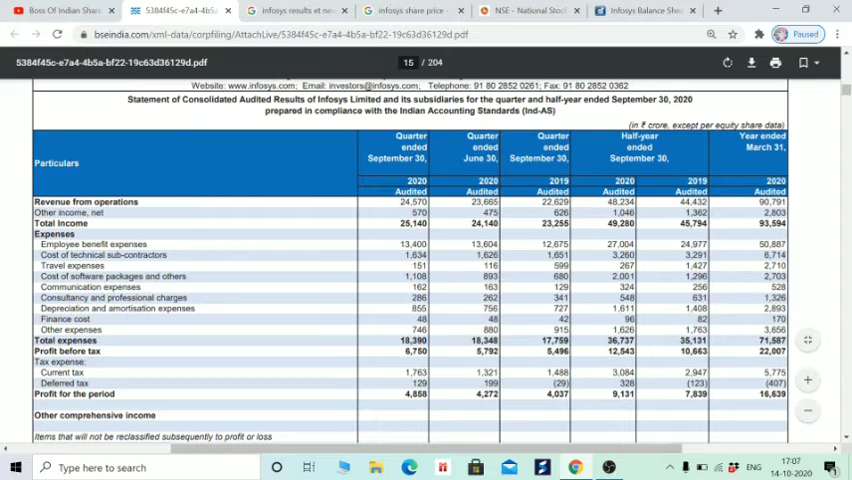 Boss Of Indian Shar
5384f45c-e7a4-4b5a
infosys results et ne
infosys share price -
NSE - National Stoc
Infosys Balance She
bseindia.com/xml-data/corpfiling/AttachLive/5384f45c-e7a4-4b5a-bf22-19c63d36129d.pdf
Paused
5384f45c-e7a4-4b5a-bf22-19c63d36129d.pdf
15 / 204
Website: www.infosys.com; Email: investors@infosys.com; Telephone: 91 80 2852 0261; Fax: 91 80 2852 0362
Statement of Consolidated Audited Results of Infosys Limited and its subsidiaries for the quarter and half-year ended September 30, 2020
prepared in compliance with the Indian Accounting Standards (Ind-AS)
(in ₹ crore, except per equity share data)
Particulars Quarter ended September 30, Quarter ended June 30, Quarter ended September 30, Half-year ended September 30, Year ended March 31,
2020 2020 2019 2020 2019 2020
Audited Audited Audited Audited Audited Audited
Revenue from operations 24,570 23,665 22,629 48,234 44,432 90,791
Other income, net 570 475 626 1,046 1,362 2,803
Total Income 25,140 24,140 23,255 49,280 45,794 93,594
Expenses
Employee benefit expenses 13,400 13,604 12,675 27,004 24,977 50,887
Cost of technical sub-contractors 1,634 1,626 1,651 3,260 3,291 6,714
Travel expenses 151 116 599 267 1,427 2,710
Cost of software packages and others 1,108 893 680 2,001 1,296 2,703
Communication expenses 162 163 129 324 256 528
Consultancy and professional charges 286 262 341 548 631 1,326
Depreciation and amortisation expenses 855 756 727 1,611 1,408 2,893
Finance cost 48 48 42 96 82 170
Other expenses 746 880 915 1,626 1,763 3,656
Total expenses 18,390 18,348 17,759 36,737 35,131 71,587
Profit before tax 6,750 5,792 5,496 12,543 10,663 22,007
Tax expense:
Current tax 1,763 1,321 1,488 3,084 2,947 5,775
Deferred tax 129 199 (29) 328 (123) (407)
Profit for the period 4,858 4,272 4,037 9,131 7,839 16,639
Other comprehensive income
Items that will not be reclassified subsequently to profit or loss
Type here to search
ENG
17:07
14-10-2020